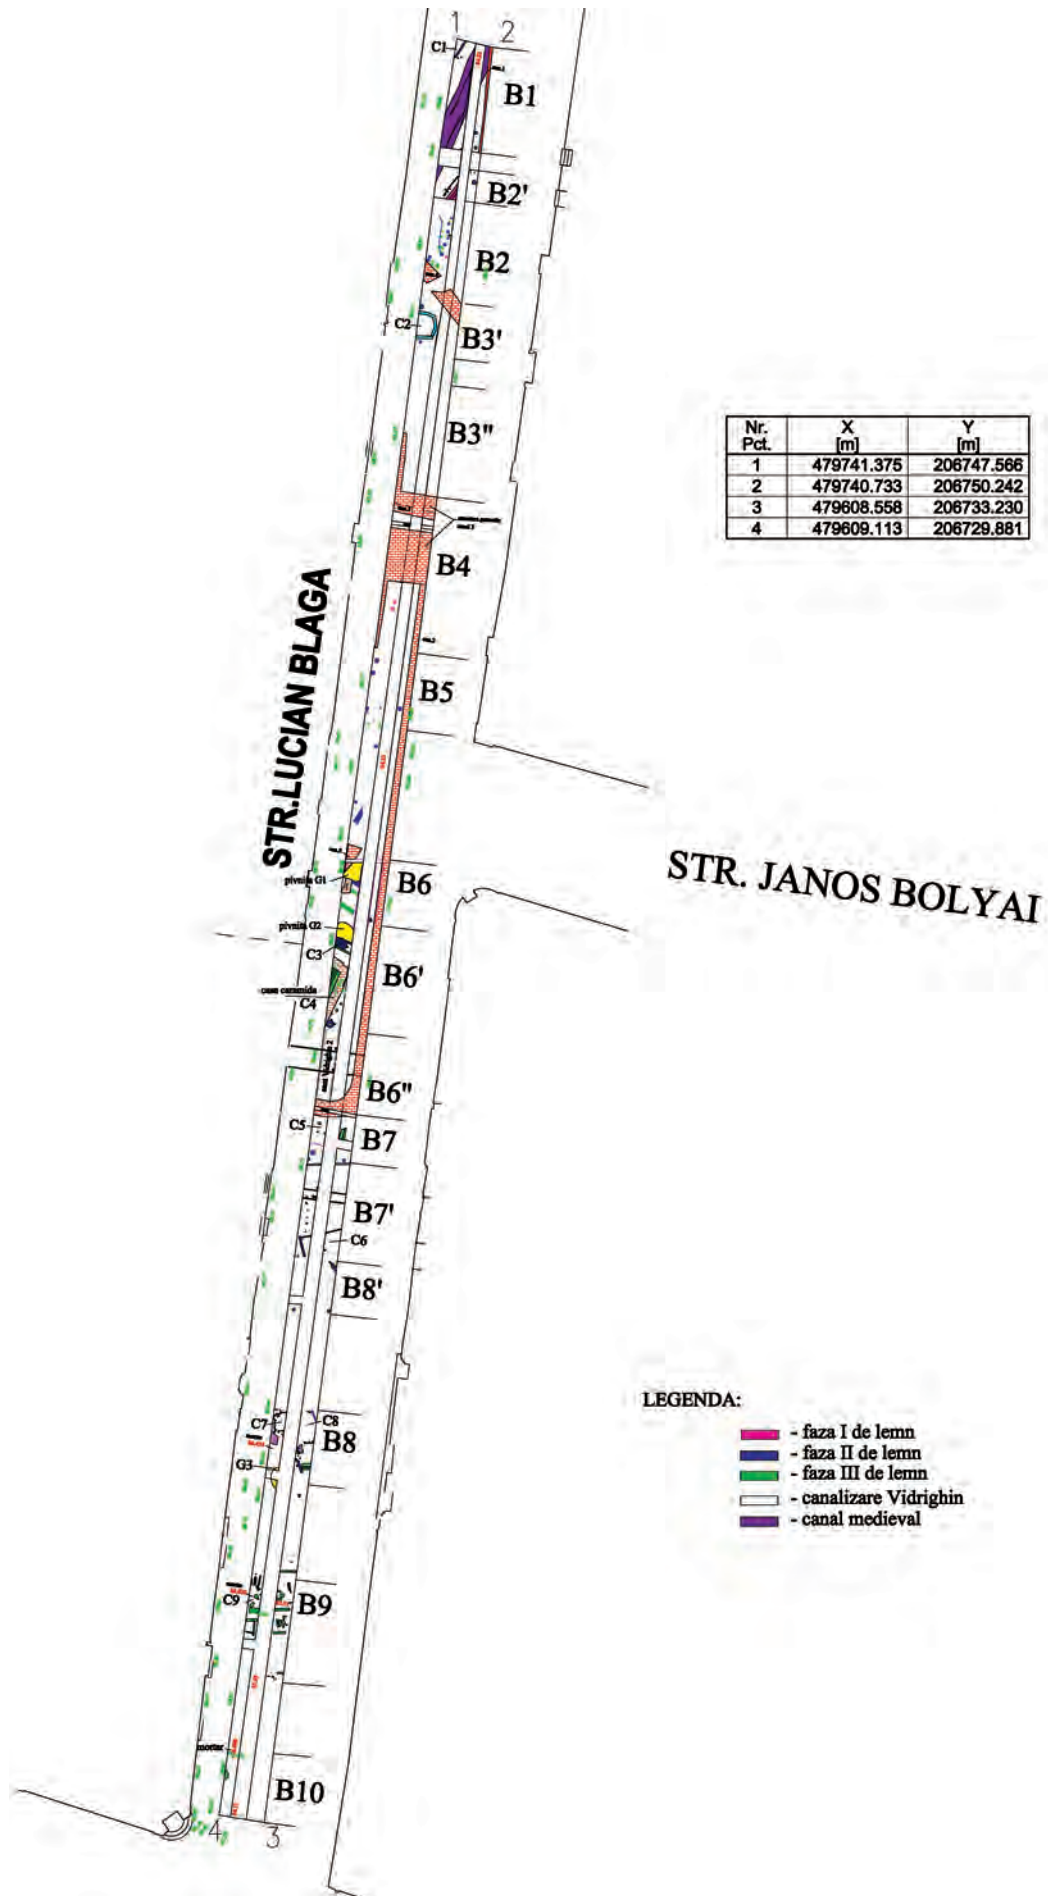 1 2
C1
B1
B2'
B2
C2
B3'
B3"
B4
B5
STR.LUCIAN BLAGA
Nr. Pct. X [m] Y [m]
1 479741.375 206747.566
2 479740.733 206750.242
3 479608.558 206733.230
4 479609.113 206729.881
STR. JANOS BOLYAI
pivnita G1
B6
pivnita G2
C3
B6'
casa caramida
C4
B6"
C5
B7
B7'
C6
B8'
C7
C8
B8
G3
C9
B9
mortar
B10
4 3
LEGENDA:
- faza I de lemn
- faza II de lemn
- faza III de lemn
- canalizare Vidrighin
- canal medieval